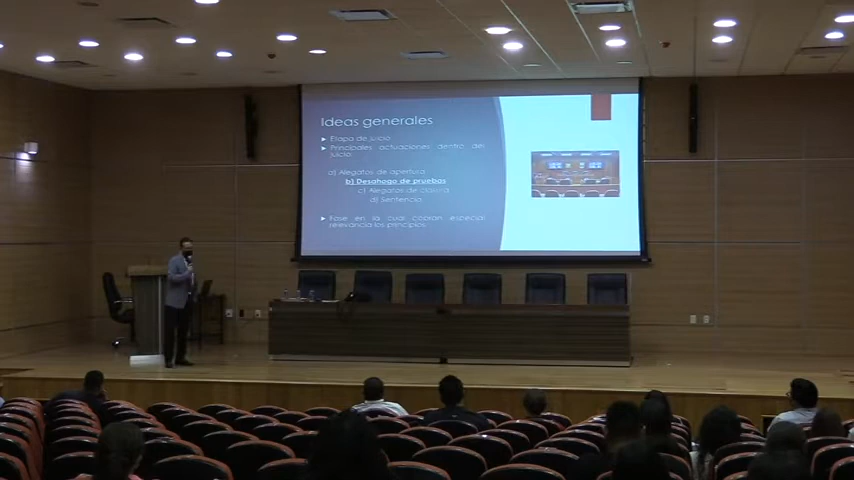 Ideas generales
Etapa de juicio
Principales actuaciones dentro del
juicio
a) Alegatos de apertura
b) Desahogo de pruebas
c) Alegatos de clausura
d) Sentencia
Fase en la cual cobran especial
relevancia los principios